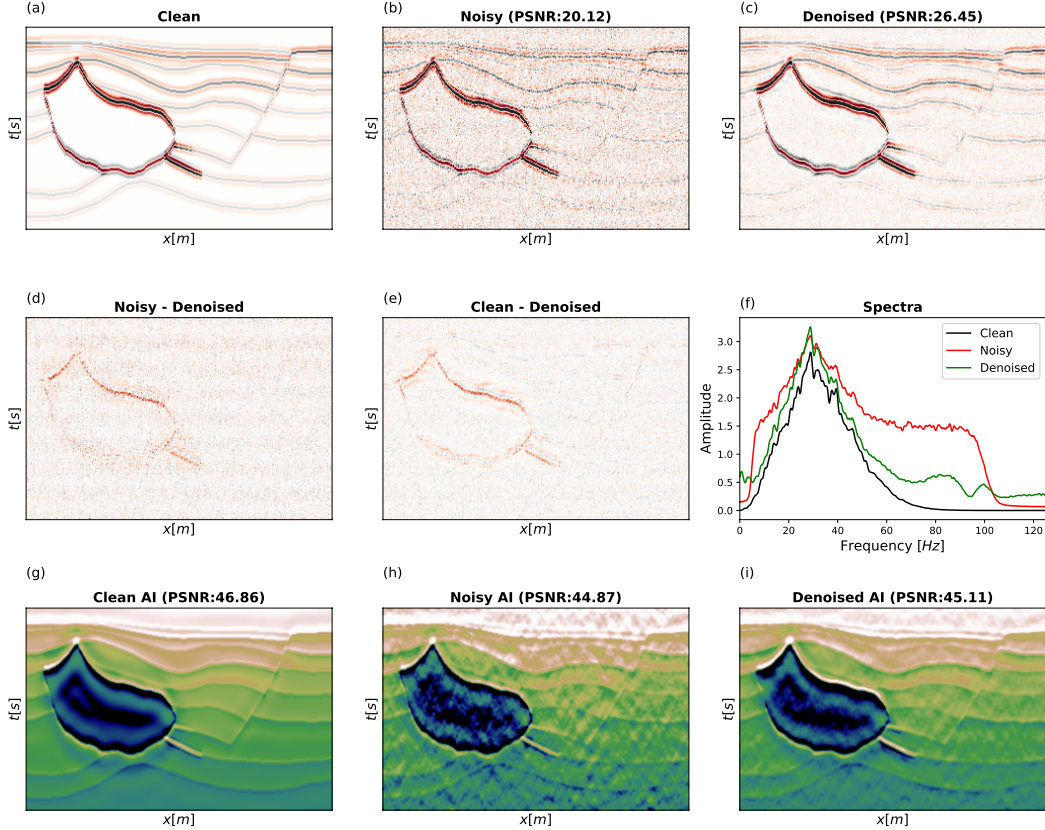 (a)
Clean
t[s]
x[m]
(b)
Noisy (PSNR:20.12)
t[s]
x[m]
(c)
Denoised (PSNR:26.45)
t[s]
x[m]
(d)
Noisy - Denoised
t[s]
x[m]
(e)
Clean - Denoised
t[s]
x[m]
(f)
Spectra
Clean
Noisy
Denoised
Amplitude
3.0
2.5
2.0
1.5
1.0
0.5
0.0
0 20 40 60 80 100 120
Frequency [Hz]
(g)
Clean AI (PSNR:46.86)
t[s]
x[m]
(h)
Noisy AI (PSNR:44.87)
t[s]
x[m]
(i)
Denoised AI (PSNR:45.11)
t[s]
x[m]